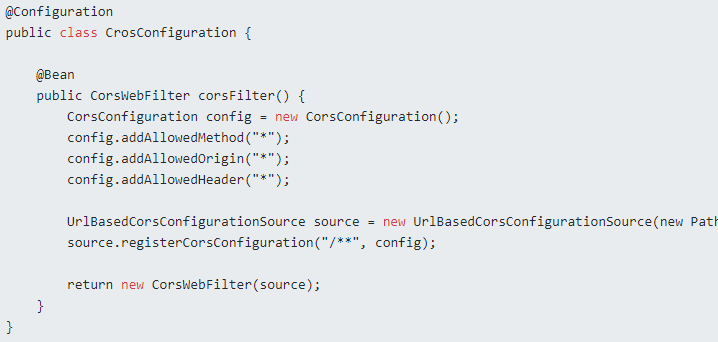 @Configuration
public class CrosConfiguration {
@Bean
public CorsWebFilter corsFilter() {
CorsConfiguration config = new CorsConfiguration();
config.addAllowedMethod("*");
config.addAllowedOrigin("*");
config.addAllowedHeader("*");
UrlBasedCorsConfigurationSource source = new UrlBasedCorsConfigurationSource(new Path
source.registerCorsConfiguration("/**", config);
return new CorsWebFilter(source);
}
}